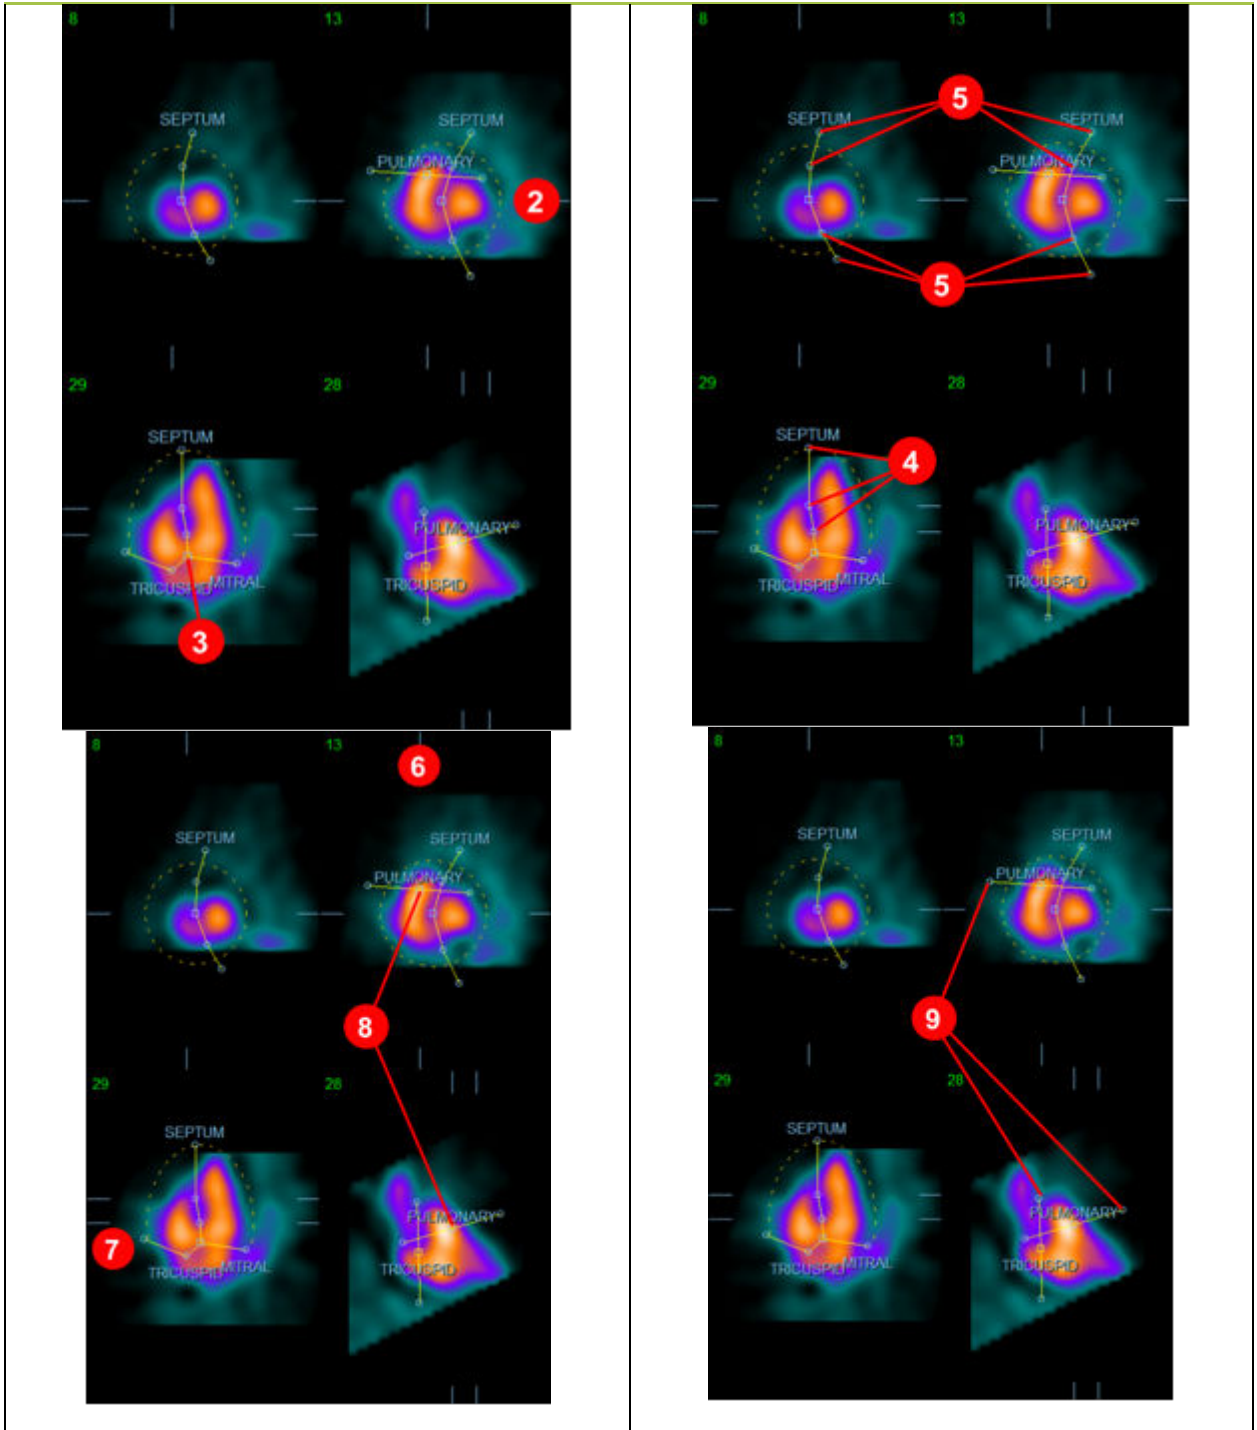 8 13
SEPTUM SEPTUM
PULMONARY
2
29 28
SEPTUM
PULMONARY
TRICUSPID MITRAL TRICUSPID
3
8 13
5
SEPTUM SEPTUM
PULMONARY
5
29 28
SEPTUM
4
PULMONARY
TRICUSPID MITRAL TRICUSPID
8 13
6
SEPTUM SEPTUM
PULMONARY
8
29 28
SEPTUM
PULMONARY
7
TRICUSPID MITRAL TRICUSPID
8 13
SEPTUM SEPTUM
PULMONARY
9
29 28
SEPTUM
PULMONARY
TRICUSPID MITRAL TRICUSPID